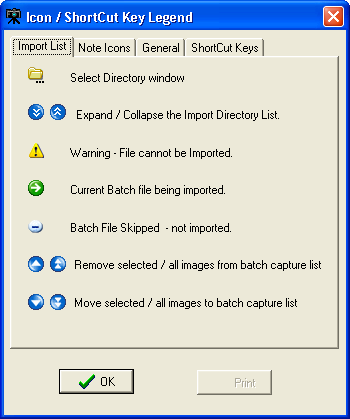 Icon / ShortCut Key Legend
Import List Note Icons General ShortCut Keys
Select Directory window
Expand / Collapse the Import Directory List.
Warning - File cannot be Imported.
Current Batch file being imported.
Batch File Skipped - not imported.
Remove selected / all images from batch capture list
Move selected / all images to batch capture list
OK Print